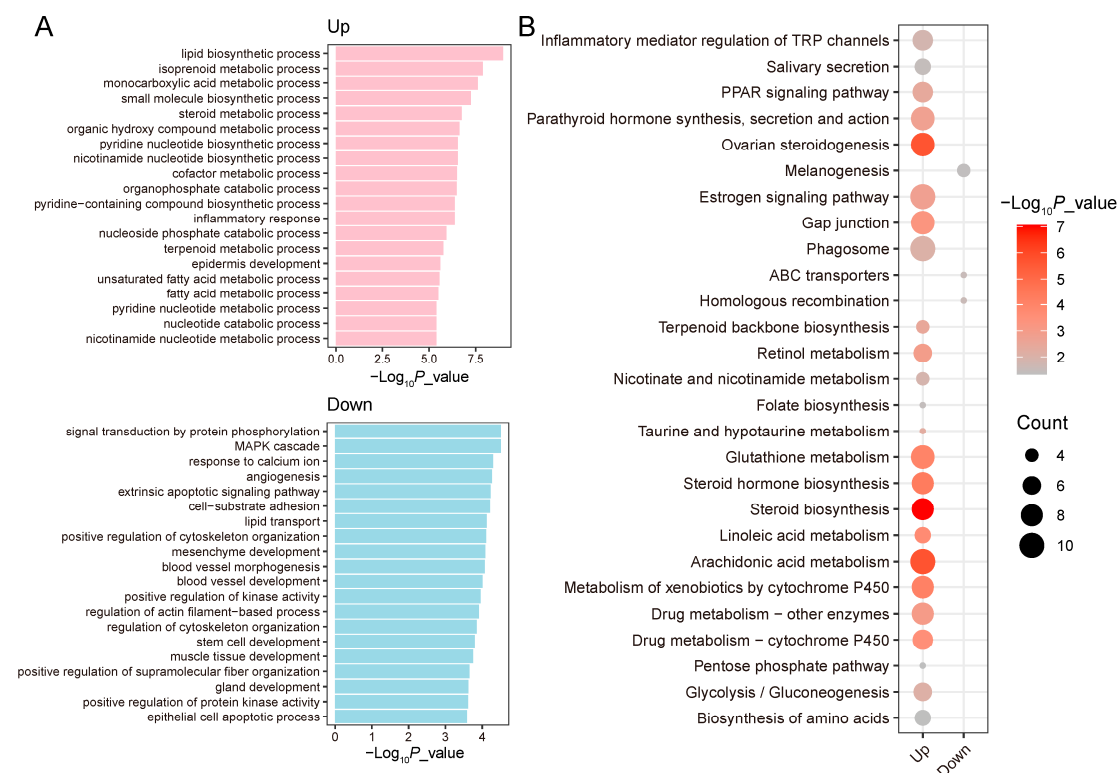 A
Up
lipid biosynthetic process
isoprenoid metabolic process
monocarboxylic acid metabolic process
small molecule biosynthetic process
steroid metabolic process
organic hydroxy compound metabolic process
pyridine nucleotide biosynthetic process
nicotinamide nucleotide biosynthetic process
cofactor metabolic process
organophosphate catabolic process
pyridine−containing compound biosynthetic process
inflammatory response
nucleoside phosphate catabolic process
terpenoid metabolic process
epidermis development
unsaturated fatty acid metabolic process
fatty acid metabolic process
pyridine nucleotide metabolic process
nucleotide catabolic process
nicotinamide nucleotide metabolic process
0.0 2.5 5.0 7.5
−Log10P_value
Down
signal transduction by protein phosphorylation
MAPK cascade
response to calcium ion
angiogenesis
extrinsic apoptotic signaling pathway
cell−substrate adhesion
lipid transport
positive regulation of cytoskeleton organization
mesenchyme development
blood vessel morphogenesis
blood vessel development
positive regulation of kinase activity
regulation of actin filament−based process
regulation of cytoskeleton organization
stem cell development
muscle tissue development
positive regulation of supramolecular fiber organization
gland development
positive regulation of protein kinase activity
epithelial cell apoptotic process
0 1 2 3 4
−Log10P_value
B
Inflammatory mediator regulation of TRP channels
Salivary secretion
PPAR signaling pathway
Parathyroid hormone synthesis, secretion and action
Ovarian steroidogenesis
Melanogenesis
Estrogen signaling pathway
Gap junction
Phagosome
ABC transporters
Homologous recombination
Terpenoid backbone biosynthesis
Retinol metabolism
Nicotinate and nicotinamide metabolism
Folate biosynthesis
Taurine and hypotaurine metabolism
Glutathione metabolism
Steroid hormone biosynthesis
Steroid biosynthesis
Linoleic acid metabolism
Arachidonic acid metabolism
Metabolism of xenobiotics by cytochrome P450
Drug metabolism − other enzymes
Drug metabolism − cytochrome P450
Pentose phosphate pathway
Glycolysis / Gluconeogenesis
Biosynthesis of amino acids
Up Down
−Log10P_value
7
6
5
4
3
2
Count
4
6
8
10